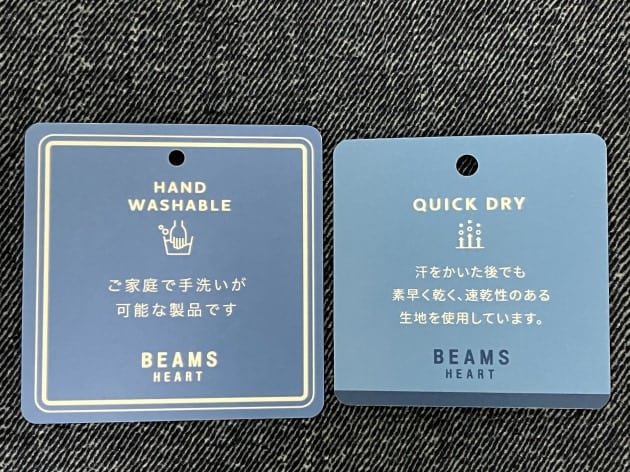 HAND
WASHABLE
ご家庭で手洗いが
可能な製品です
BEAMS
HEART
QUICK DRY
汗をかいた後でも
素早く乾く、速乾性のある
生地を使用しています。
BEAMS
HEART